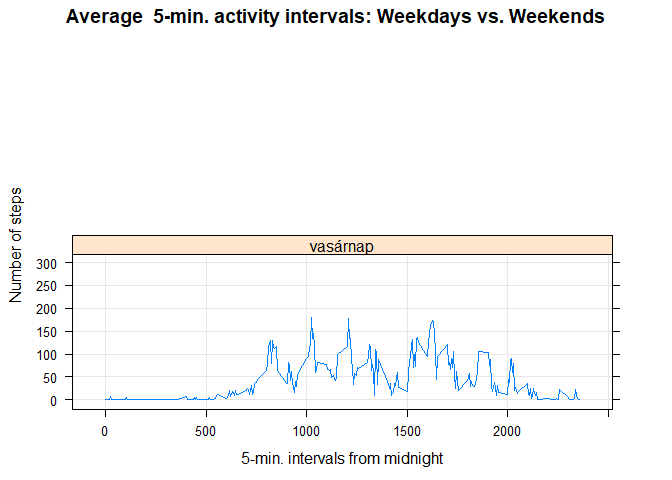 Average  5-min. activity intervals: Weekdays vs. Weekends
Number of steps
vasárnap
300
250
200
150
100
50
0
0 500 1000 1500 2000
5-min. intervals from midnight